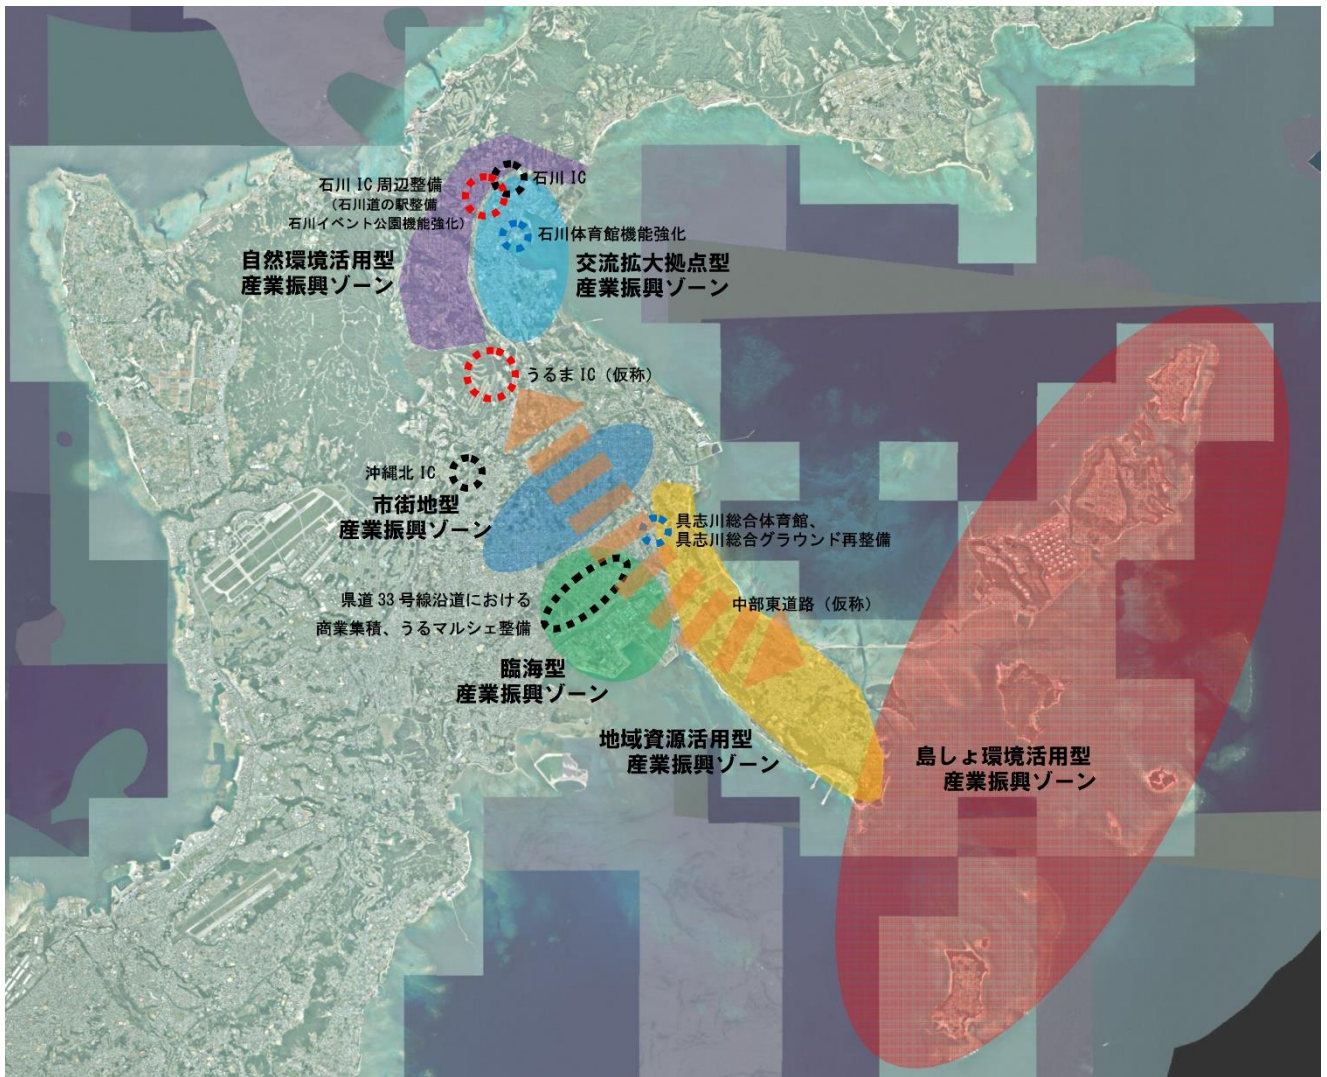 石川 IC
石川 IC 周辺整備
（石川道の駅整備
石川イベント公園機能強化）
石川体育館機能強化
自然環境活用型
産業振興ゾーン
交流拡大拠点型
産業振興ゾーン
うるま IC（仮称）
沖縄北 IC
市街地型
産業振興ゾーン
具志川総合体育館、
具志川総合グラウンド再整備
県道 33 号線沿道における
商業集積、うるマルシェ整備
中部東道路（仮称）
臨海型
産業振興ゾーン
地域資源活用型
産業振興ゾーン
島しょ環境活用型
産業振興ゾーン